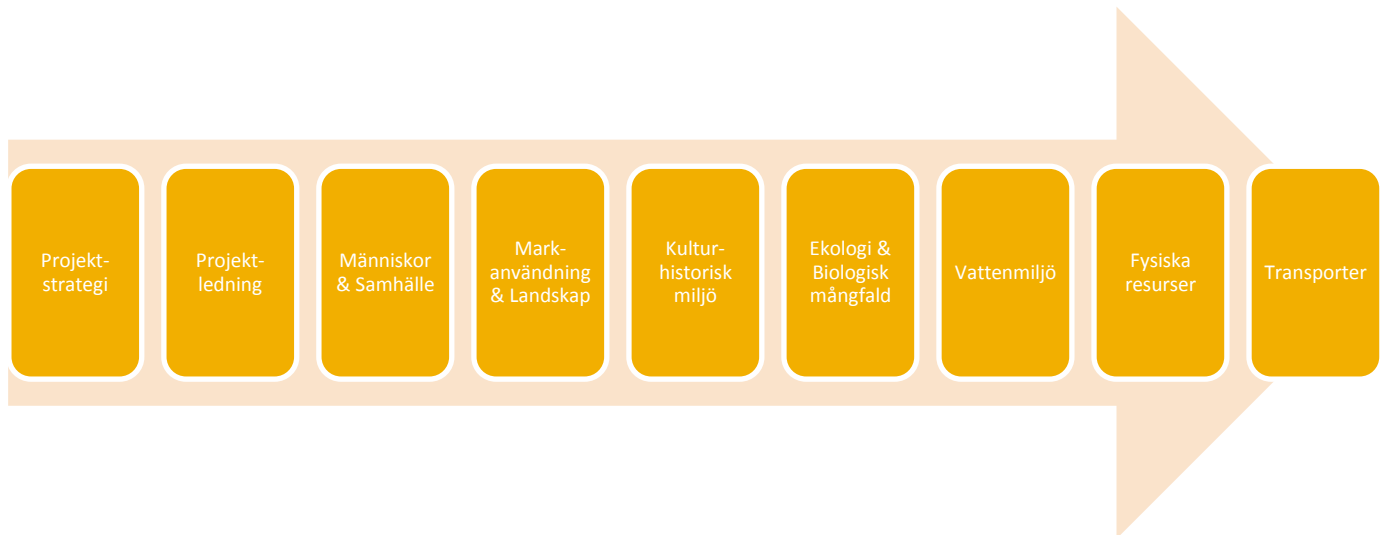 Projekt-
strategi
Projekt-
ledning
Människor
& Samhälle
Mark-
användning
& Landskap
Kultur-
historisk
miljö
Ekologi &
Biologisk
mångfald
Vattenmiljö
Fysiska
resurser
Transporter